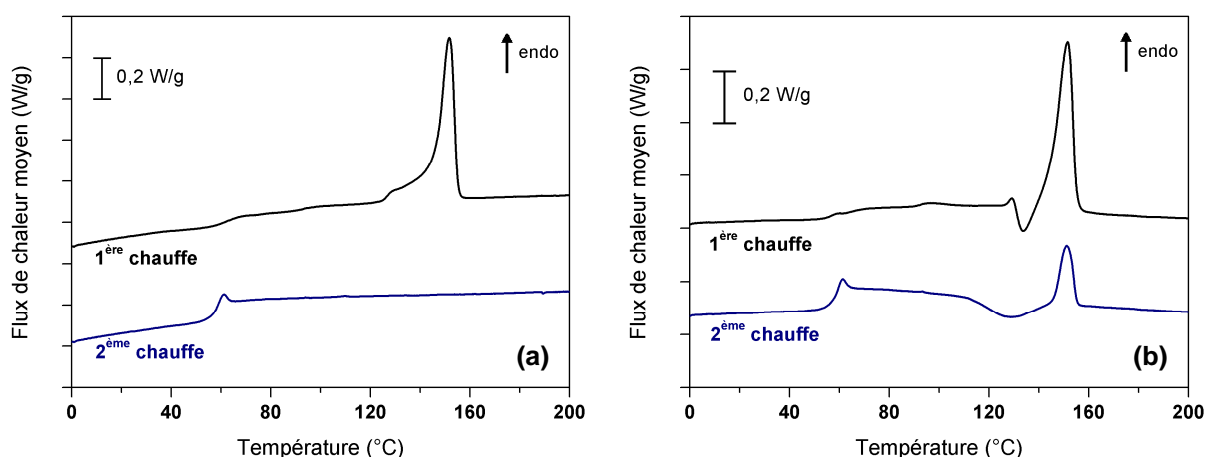 Flux de chaleur moyen (W/g)
0,2 W/g
endo
1ère chauffe
2ème chauffe
(a)
0 40 80 120 160 200
Température (°C)
Flux de chaleur moyen (W/g)
0,2 W/g
endo
1ère chauffe
2ème chauffe
(b)
0 40 80 120 160 200
Température (°C)